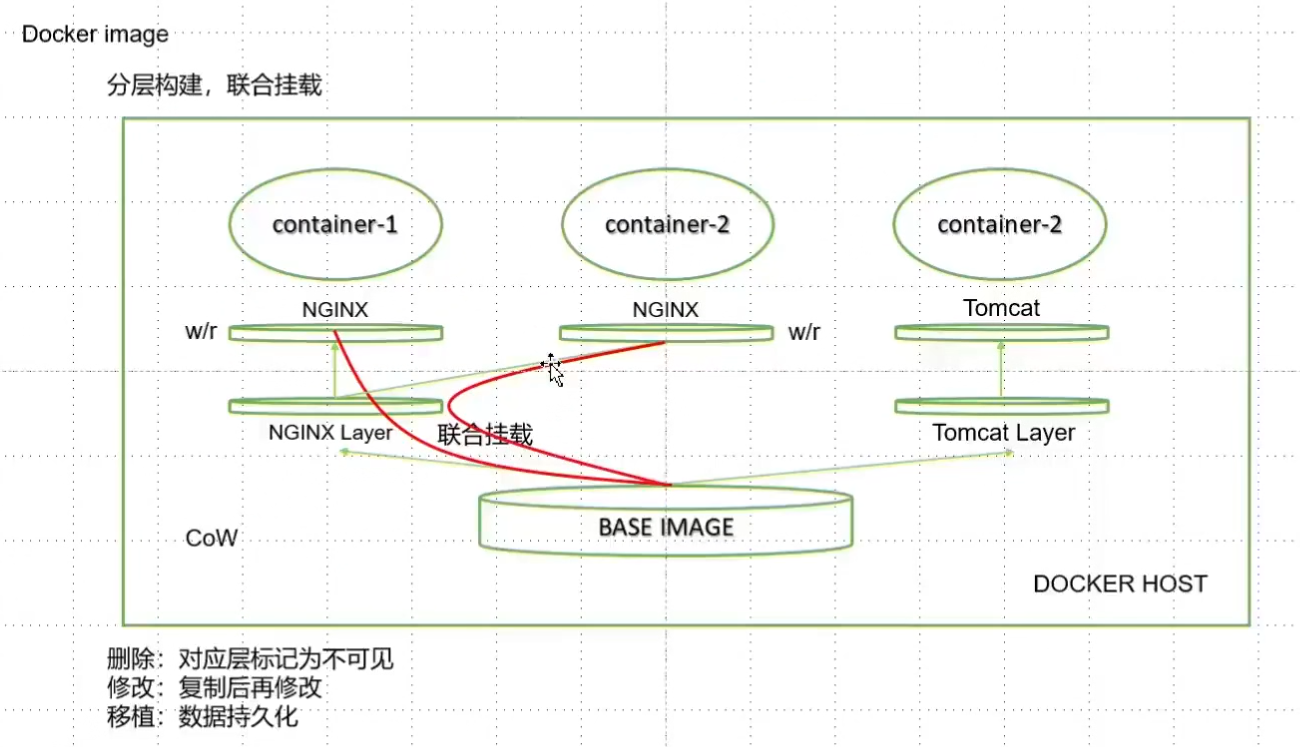 Docker image
分层构建，联合挂载
container-1
container-2
container-2
NGINX
NGINX
Tomcat
w/r
w/r
NGINX Layer
联合挂载
Tomcat Layer
BASE IMAGE
CoW
DOCKER HOST
删除：对应层标记为不可见
修改：复制后再修改
移植：数据持久化